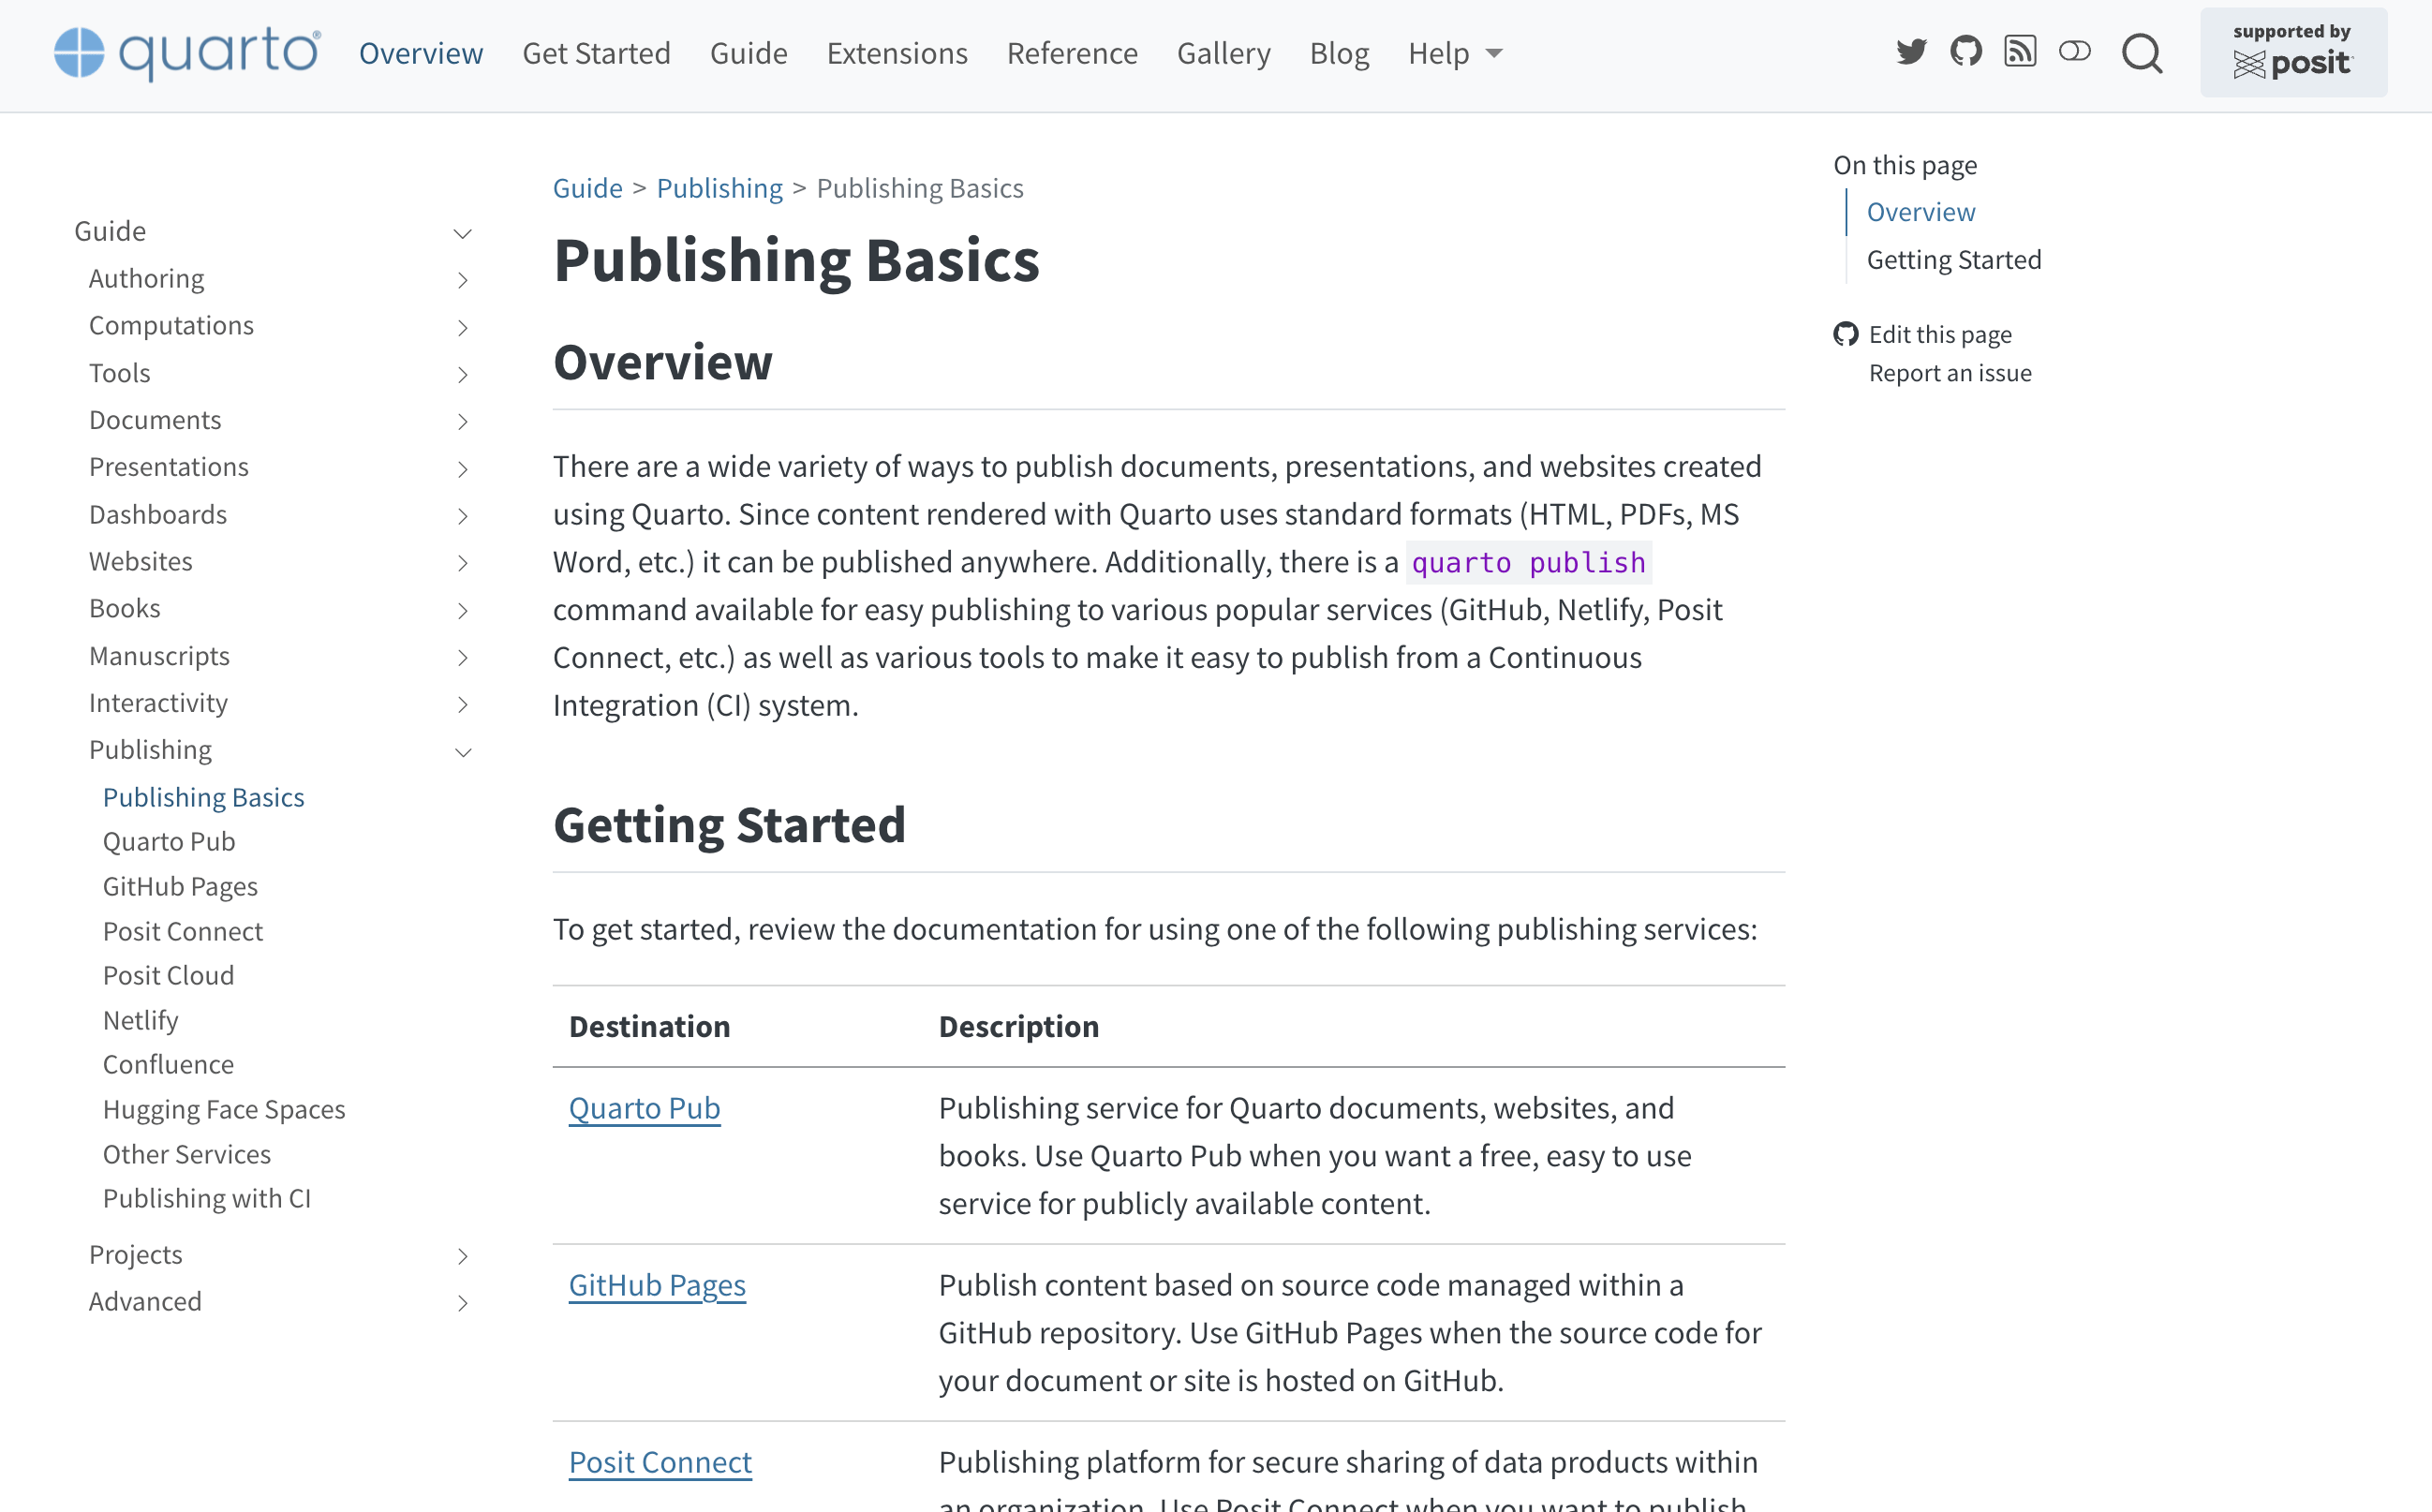 quarto®
Overview
Get Started
Guide
Extensions
Reference
Gallery
Blog
Help
supported by
posit
Guide
Authoring
Computations
Tools
Documents
Presentations
Dashboards
Websites
Books
Manuscripts
Interactivity
Publishing
Publishing Basics
Quarto Pub
GitHub Pages
Posit Connect
Posit Cloud
Netlify
Confluence
Hugging Face Spaces
Other Services
Publishing with CI
Projects
Advanced
Guide > Publishing > Publishing Basics
Publishing Basics
Overview
There are a wide variety of ways to publish documents, presentations, and websites created
using Quarto. Since content rendered with Quarto uses standard formats (HTML, PDFs, MS
Word, etc.) it can be published anywhere. Additionally, there is a quarto publish
command available for easy publishing to various popular services (GitHub, Netlify, Posit
Connect, etc.) as well as various tools to make it easy to publish from a Continuous
Integration (CI) system.
Getting Started
To get started, review the documentation for using one of the following publishing services:
Destination
Description
Quarto Pub
Publishing service for Quarto documents, websites, and
books. Use Quarto Pub when you want a free, easy to use
service for publicly available content.
GitHub Pages
Publish content based on source code managed within a
GitHub repository. Use GitHub Pages when the source code for
your document or site is hosted on GitHub.
Posit Connect
Publishing platform for secure sharing of data products within
an organization. Use Posit Connect when you want to publish
On this page
Overview
Getting Started
Edit this page
Report an issue